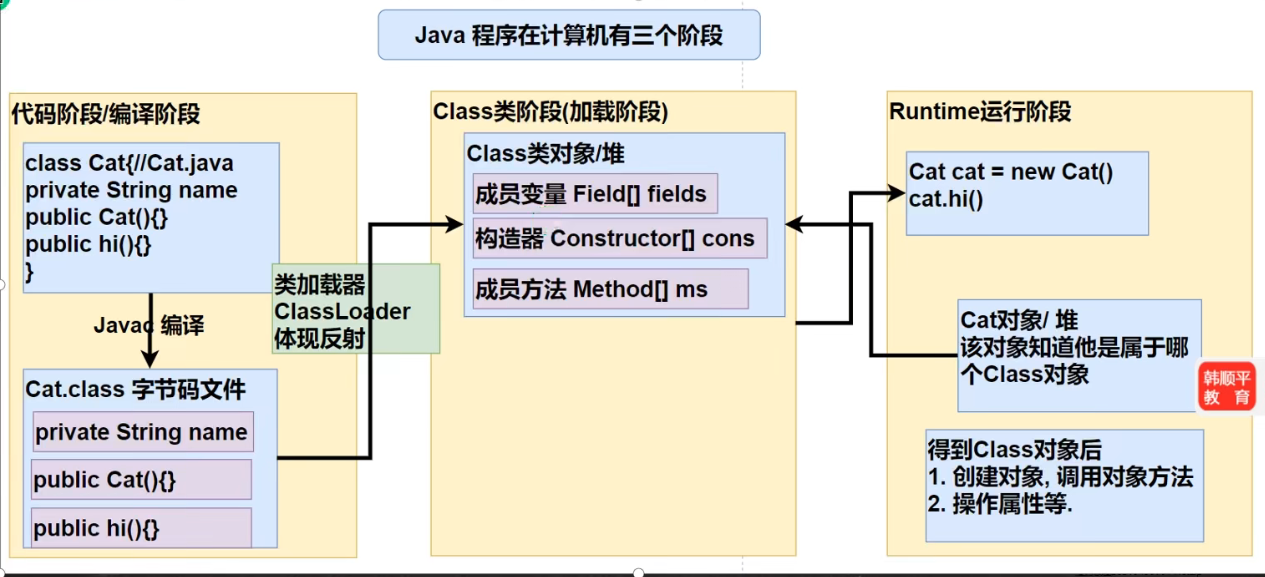 Java 程序在计算机有三个阶段
代码阶段/编译阶段
class Cat{//Cat.java
private String name
public Cat(){}
public hi(){}
}
Javac 编译
Cat.class 字节码文件
private String name
public Cat(){}
public hi(){}
类加载器
ClassLoader
体现反射
Class类阶段(加载阶段)
Class类对象/堆
成员变量 Field[] fields
构造器 Constructor[] cons
成员方法 Method[] ms
Runtime运行阶段
Cat cat = new Cat()
cat.hi()
Cat对象/ 堆
该对象知道他是属于哪
个Class对象
得到Class对象后
1. 创建对象, 调用对象方法
2. 操作属性等.
韩顺平
教 育